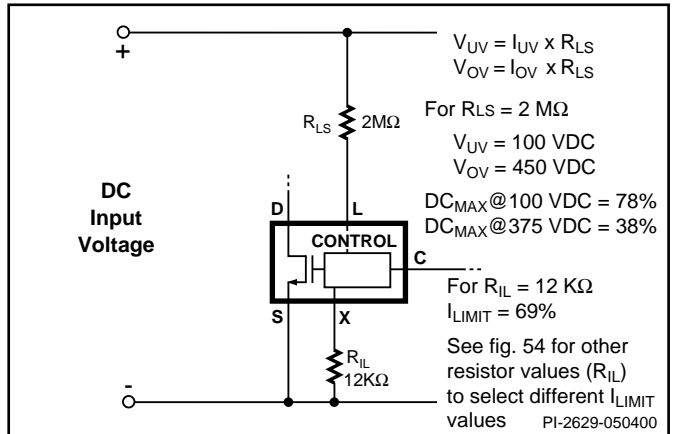 +
V_UV = I_UV x R_LS
V_OV = I_OV x R_LS
R_LS 2MΩ
For RLS = 2 MΩ
V_UV = 100 VDC
V_OV = 450 VDC
DC
Input
Voltage
DC_MAX@100 VDC = 78%
DC_MAX@375 VDC = 38%
D
L
CONTROL
C
S
X
For R_IL = 12 KΩ
I_LIMIT = 69%
R_IL
12KΩ
See fig. 54 for other
resistor values (R_IL)
to select different I_LIMIT
values
-
PI-2629-050400